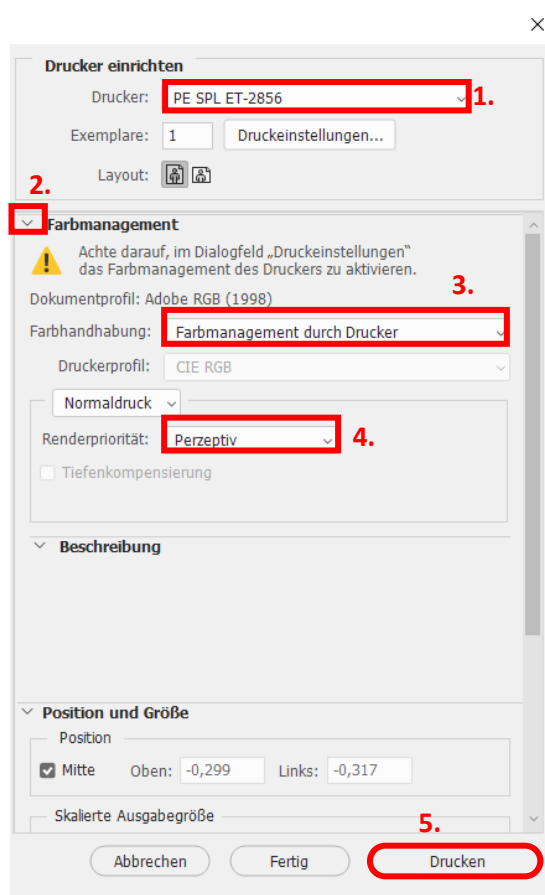 Drucker einrichten
Drucker: PE SPL ET-2856
1.
Exemplare: 1 Druckeinstellungen...
Layout:
2.
Farbmanagement
Achte darauf, im Dialogfeld „Druckeinstellungen"
das Farbmanagement des Druckers zu aktivieren.
3.
Dokumentprofil: Adobe RGB (1998)
Farbhandhabung: Farbmanagement durch Drucker
Druckerprofil: CIE RGB
Normaldruck
Renderpriorität: Perzeptiv
4.
Tiefenkompensierung
Beschreibung
Position und Größe
Position
Mitte Oben: -0,299 Links: -0,317
Skalierte Ausgabegröße
5.
Abbrechen Fertig Drucken